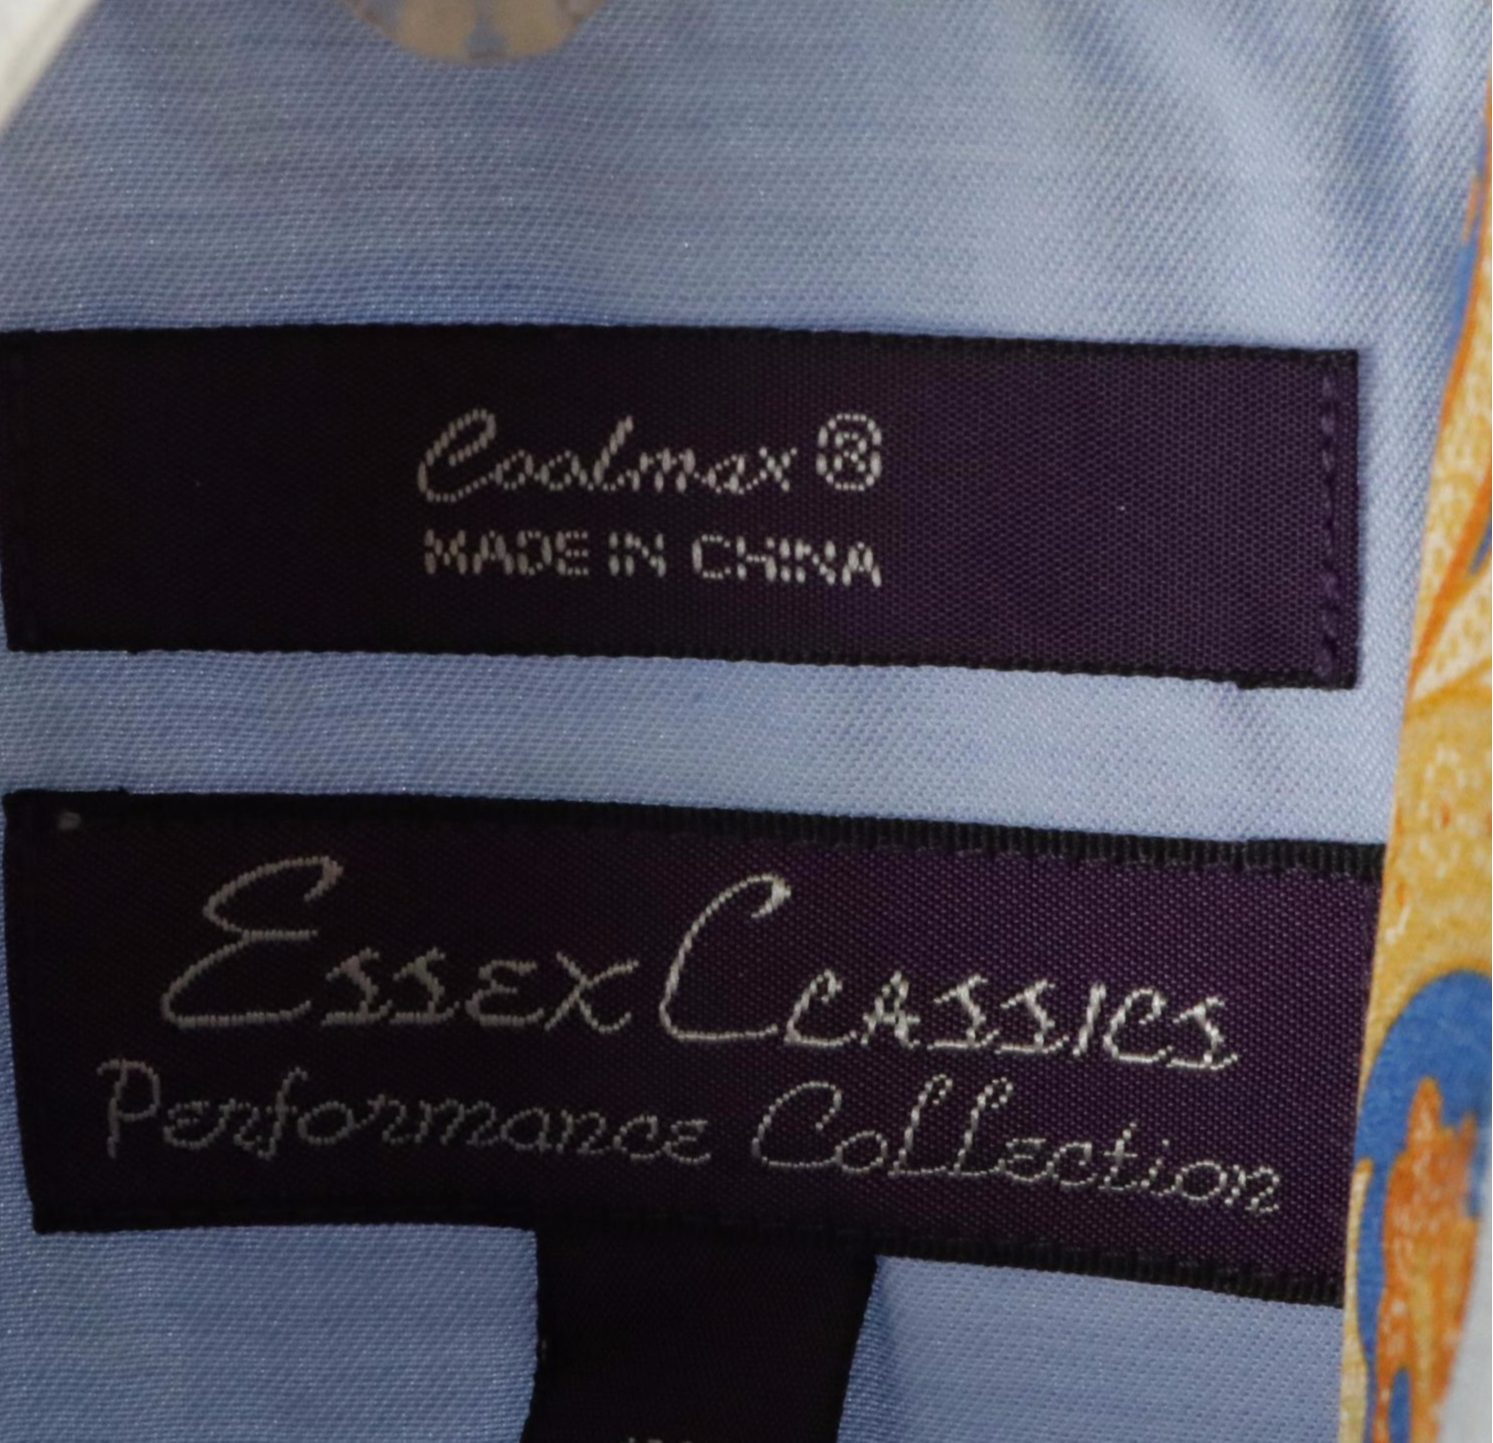 Coolmax®
MADE IN CHINA
ESSEX CLASSICS
Performance Collection